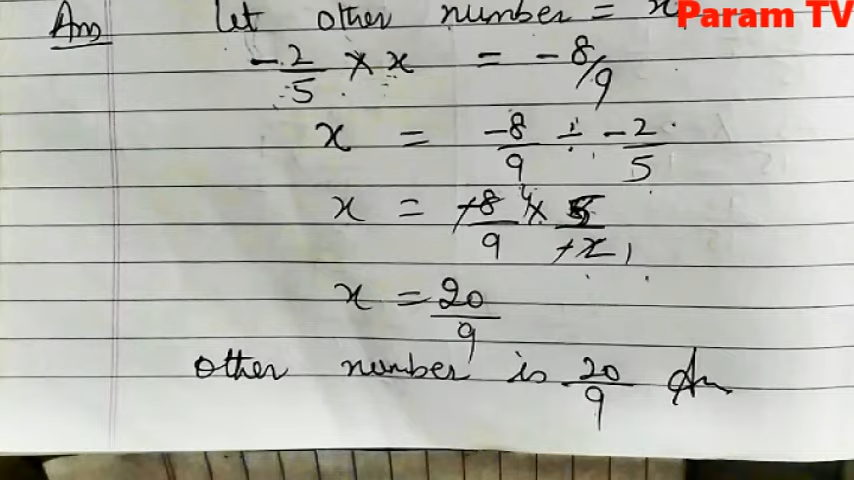 Ans let other number = x
Param TV
-2/5 × x = -8/9
x = -8/9 ÷ -2/5
x = -8/9 × 5/-2
x = 20/9
other number is 20/9 Ans